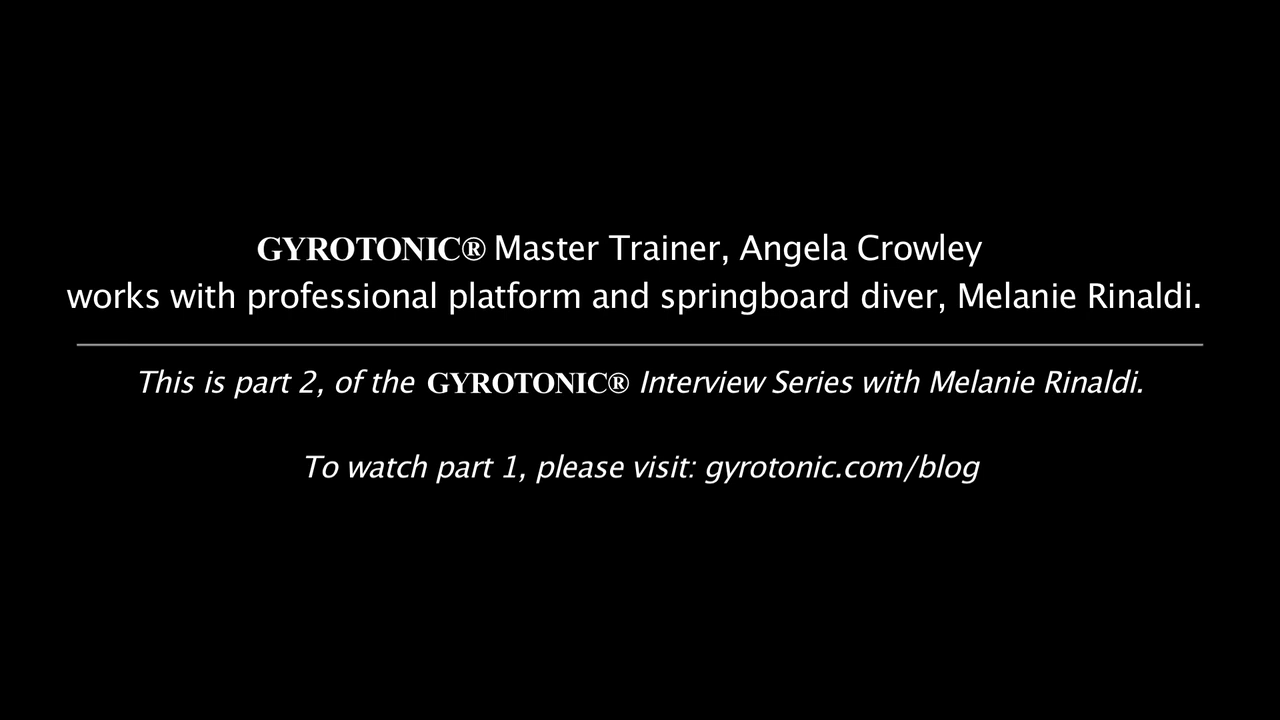 GYROTONIC® Master Trainer, Angela Crowley
works with professional platform and springboard diver, Melanie Rinaldi.
This is part 2, of the GYROTONIC® Interview Series with Melanie Rinaldi.
To watch part 1, please visit: gyrotonic.com/blog